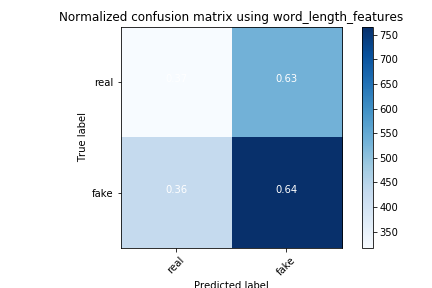 Normalized confusion matrix using word_length_features
real 0.63
fake 0.36 0.64
real fake
True label
Predicted label
750
700
650
600
550
500
450
400
350